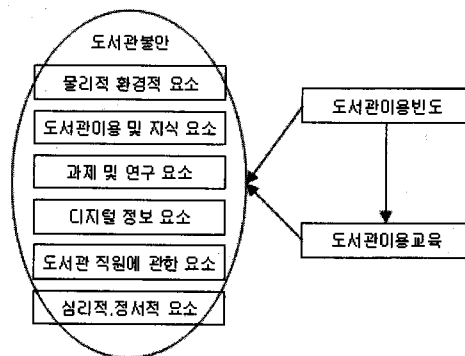 도서관불안
물리적 환경적 요소
도서관이용 및 지식 요소
과제 및 연구 요소
디지털 정보 요소
도서관 직원에 관한 요소
심리적,정서적 요소
도서관이용빈도
도서관이용교육